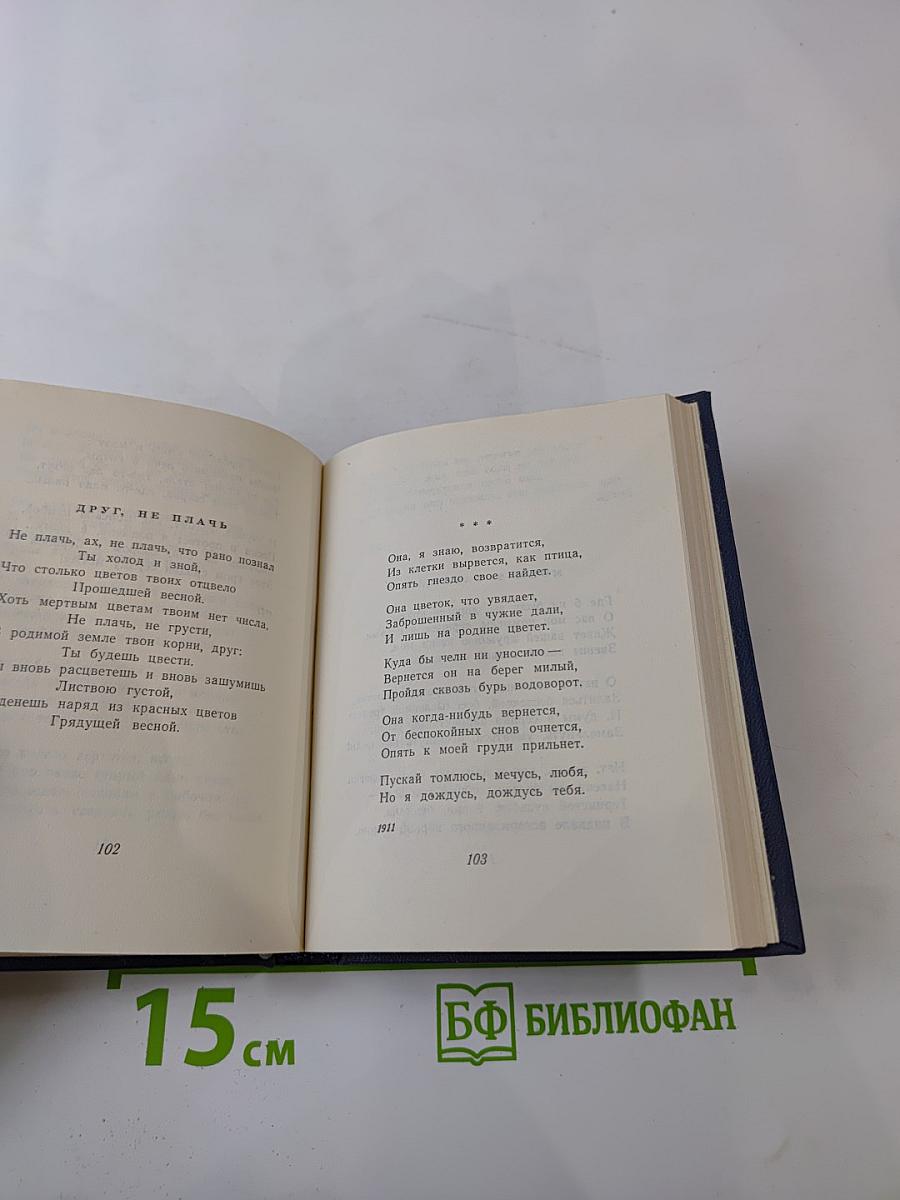 ДРУГ, НЕ ПЛАЧЬ
Не плачь, ах, не плачь, что рано познал
Ты холод и зной,
Что столько цветов твоих отцвело
Прошедшей весной.
Хоть мертвым цветам твоим нет числа,
Не плачь, не грусти,
родимой земле твои корни, друг:
Ты будешь цвести.
вновь расцветешь и вновь зашумишь
Листвою густой,
денешь наряд из красных цветов
Грядущей весной.
102
* * *
Она, я знаю, возвратится,
Из клетки вырвется, как птица,
Опять гнездо свое найдет.
Она цветок, что увядает,
Заброшенный в чужие дали,
И лишь на родине цветет.
Куда бы челн ни уносило —
Вернется он на берег милый,
Пройдя сквозь бурь водоворот.
Она когда-нибудь вернется,
От беспокойных снов очнется,
Опять к моей груди прильнет.
Пускай томлюсь, мечусь, любя,
Но я дождусь, дождусь тебя.
1911
103
15 см
БФ БИБЛИОФАН